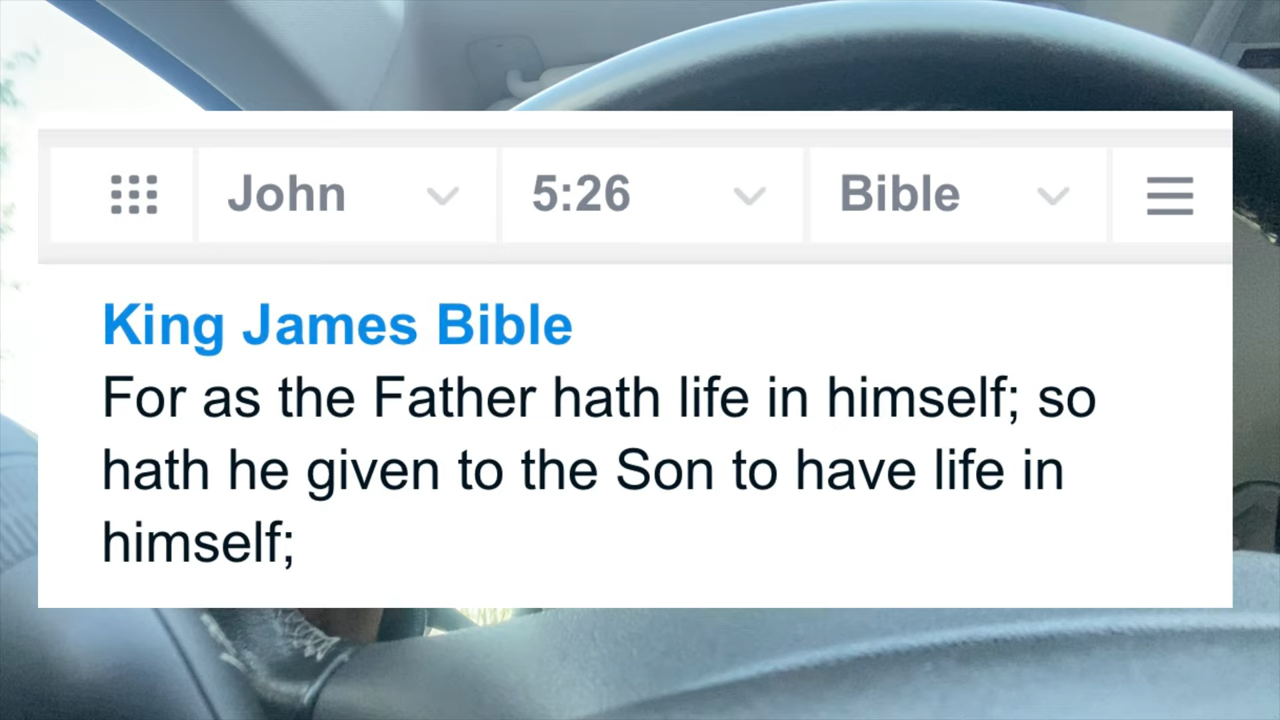 John 5:26 Bible
King James Bible
For as the Father hath life in himself; so
hath he given to the Son to have life in
himself;